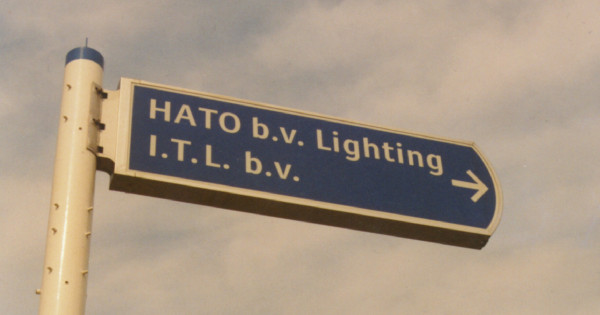 HATO b.v. Lighting
I.T.L. b.v.